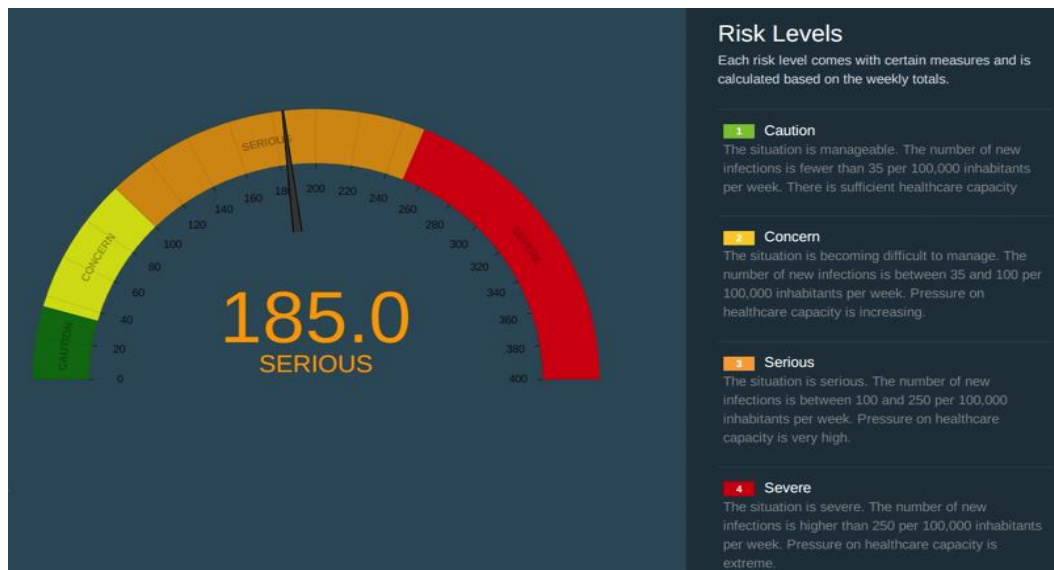 SERIOUS
CONCERN
CAUTION
SEVERE
0
20
40
60
80
100
120
140
160
180
200
220
240
260
280
300
320
340
360
380
400
185.0
SERIOUS
Risk Levels
Each risk level comes with certain measures and is
calculated based on the weekly totals.
1 Caution
The situation is manageable. The number of new
infections is fewer than 35 per 100,000 inhabitants
per week. There is sufficient healthcare capacity
2 Concern
The situation is becoming difficult to manage. The
number of new infections is between 35 and 100 per
100,000 inhabitants per week. Pressure on
healthcare capacity is increasing.
3 Serious
The situation is serious. The number of new
infections is between 100 and 250 per 100,000
inhabitants per week. Pressure on healthcare
capacity is very high.
4 Severe
The situation is severe. The number of new
infections is higher than 250 per 100,000 inhabitants
per week. Pressure on healthcare capacity is
extreme.